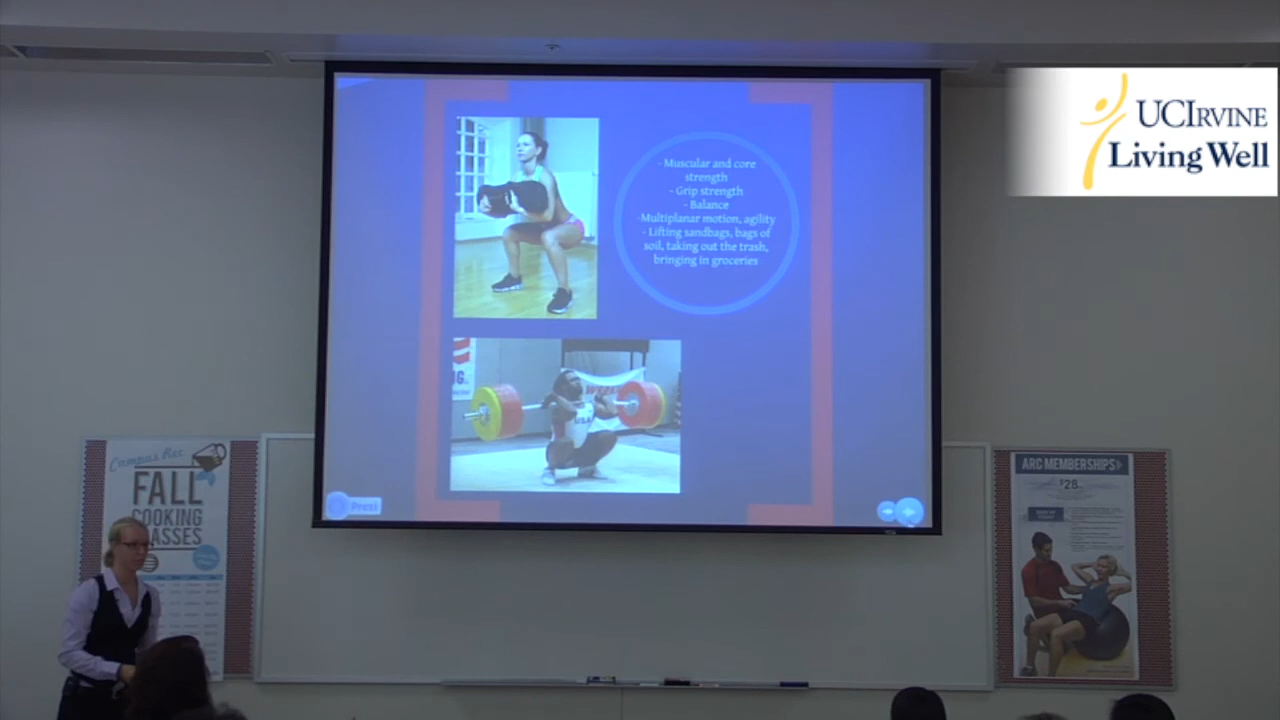 UCIRVINE
Living Well
- Muscular and core
strength
- Grip strength
- Balance
-Multiplanar motion, agility
- Lifting sandbags, bags of
soil, taking out the trash,
bringing in groceries
Prezi
Campus Rec
FALL
COOKING
CLASSES
ARC MEMBERSHIPS
$28